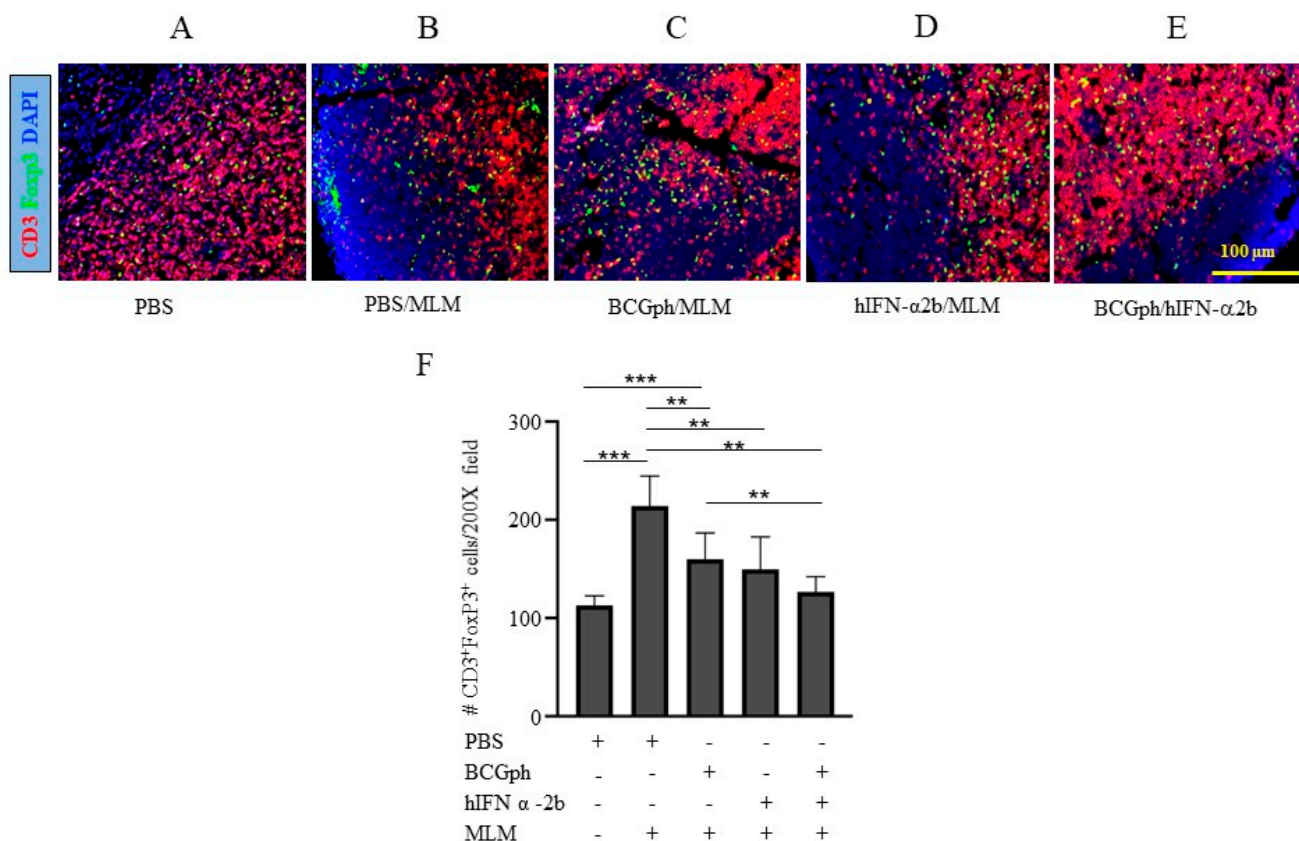 A B C D E
CD3 Foxp3 DAPI
100 µm
PBS PBS/MLM BCGph/MLM hIFN-α2b/MLM BCGph/hIFN-α2b
F
***
**
**
**
***
**
# CD3+FoxP3+ cells/200X field
300
200
100
0
PBS + + - - -
BCGph - - + - +
hIFN α -2b - - - + +
MLM - + + + +